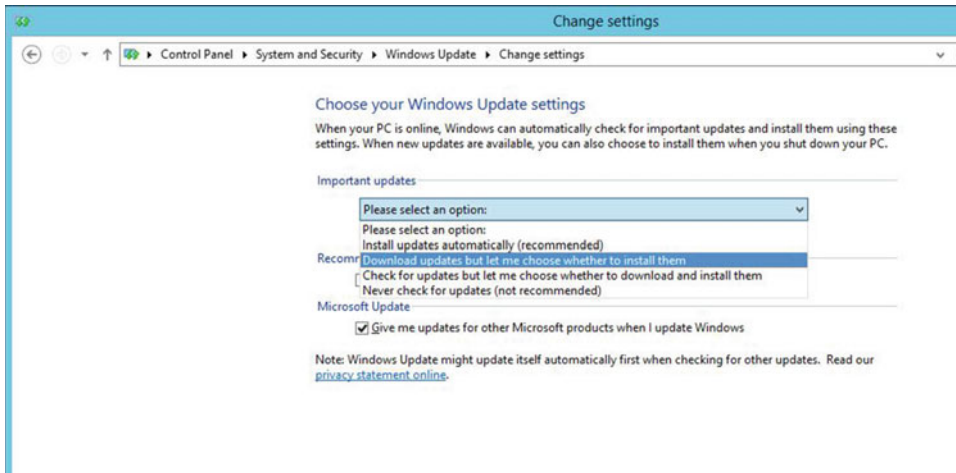 Change settings
Control Panel ▸ System and Security ▸ Windows Update ▸ Change settings
Choose your Windows Update settings
When your PC is online, Windows can automatically check for important updates and install them using these
settings. When new updates are available, you can also choose to install them when you shut down your PC.
Important updates
Please select an option:
Please select an option:
Install updates automatically (recommended)
Download updates but let me choose whether to install them
Check for updates but let me choose whether to download and install them
Never check for updates (not recommended)
Microsoft Update
Give me updates for other Microsoft products when I update Windows
Note: Windows Update might update itself automatically first when checking for other updates. Read our
privacy statement online.